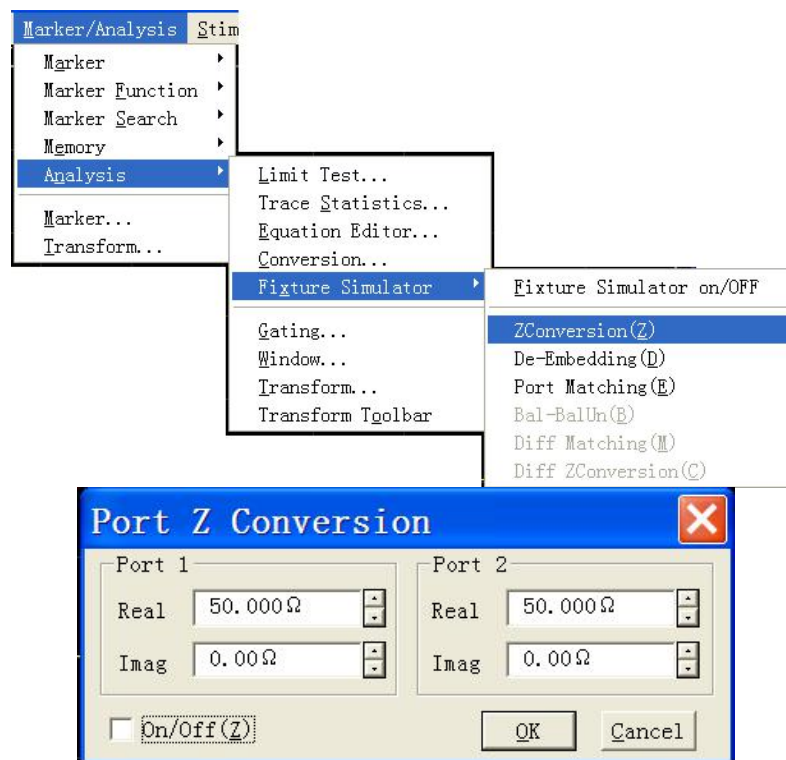 Marker/Analysis Stim
Marker
Marker Function
Marker Search
Memory
Analysis
Marker...
Transform...
Limit Test...
Trace Statistics...
Equation Editor...
Conversion...
Fixture Simulator
Gating...
Window...
Transform...
Transform Toolbar
Fixture Simulator on/OFF
ZConversion(Z)
De-Embedding(D)
Port Matching(E)
Bal-BalUn(B)
Diff Matching(M)
Diff ZConversion(C)
Port Z Conversion
Port 1
Real 50.000Ω
Imag 0.00Ω
Port 2
Real 50.000Ω
Imag 0.00Ω
On/Off(Z)
OK Cancel